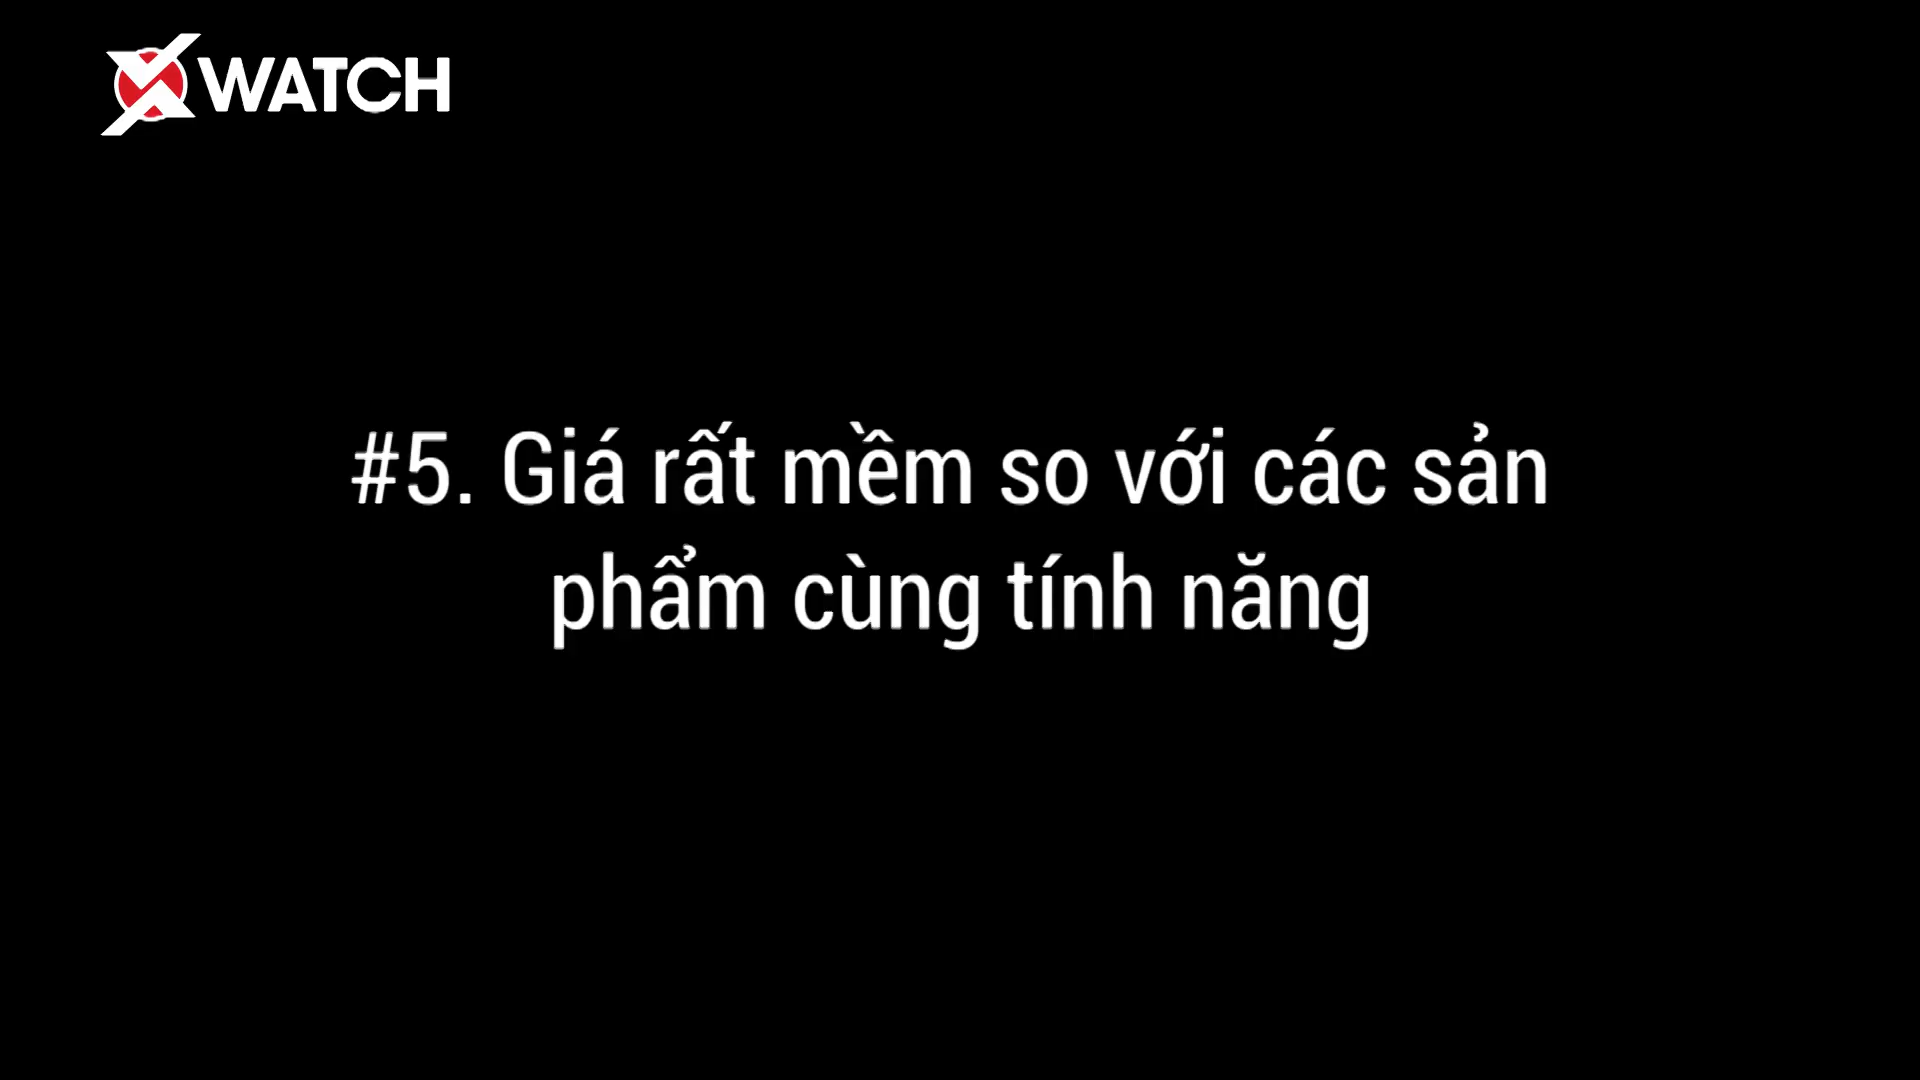 XWATCH
#5. Giá rất mềm so với các sản
phẩm cùng tính năng